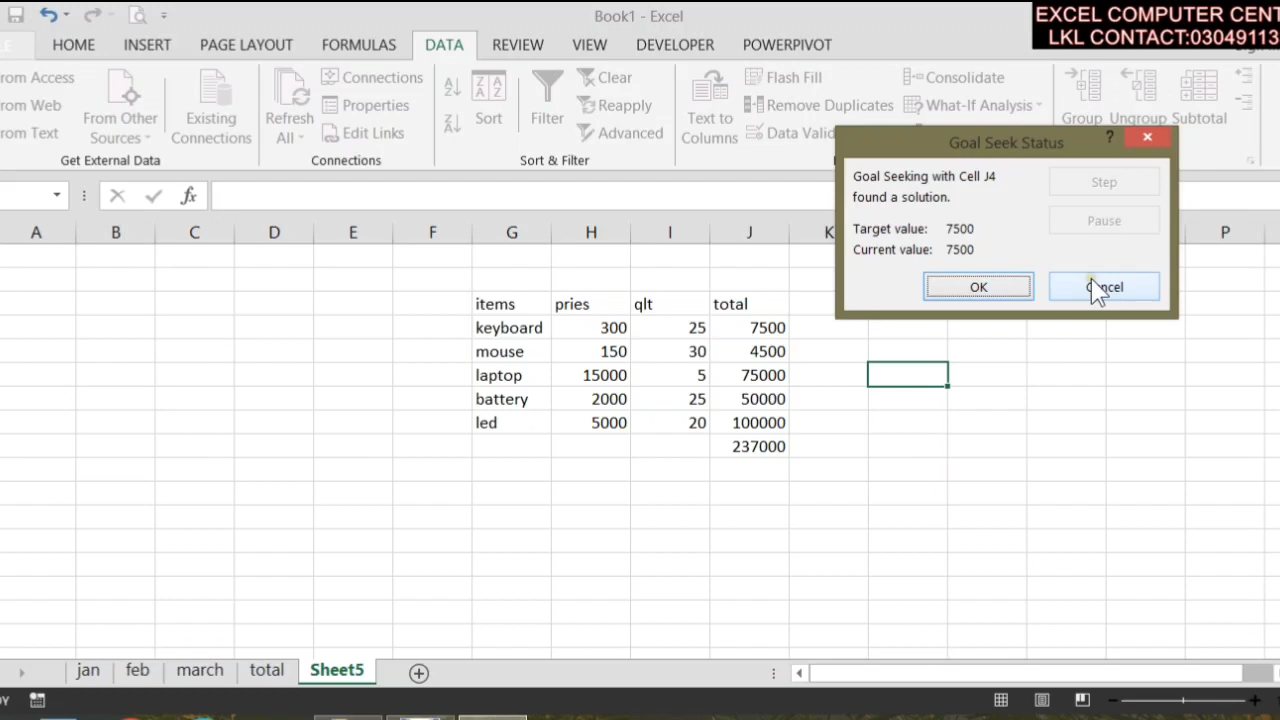 Book1 - Excel
EXCEL COMPUTER CENT
LKL CONTACT:03049113
HOME INSERT PAGE LAYOUT FORMULAS DATA REVIEW VIEW DEVELOPER POWERPIVOT
rom Access
rom Web
rom Text
From Other
Sources
Existing
Connections
Get External Data
Refresh
All
Connections
Properties
Edit Links
Connections
Sort
Filter
Clear
Reapply
Advanced
Sort & Filter
Text to
Columns
Flash Fill
Remove Duplicates
Data Valid
Consolidate
What-If Analysis
Group Ungroup Subtotal
Goal Seek Status
?
Goal Seeking with Cell J4
found a solution.
Target value: 7500
Current value: 7500
Step
Pause
OK
Cancel
fx
A B C D E F G H I J K P
items pries qlt total
keyboard 300 25 7500
mouse 150 30 4500
laptop 15000 5 75000
battery 2000 25 50000
led 5000 20 100000
237000
jan feb march total Sheet5
DY